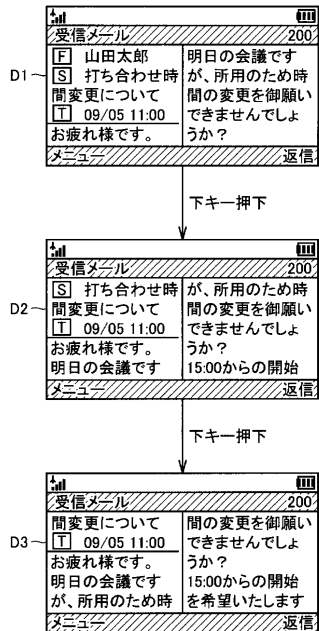 受信メール 200
F 山田太郎
S 打ち合わせ時
間変更について
T 09/05 11:00
お疲れ様です。
明日の会議です
が、所用のため時
間の変更を御願い
できませんでしょ
うか？
メニュー 返信
D1
下キー押下
受信メール 200
S 打ち合わせ時
間変更について
T 09/05 11:00
お疲れ様です。
明日の会議です
が、所用のため時
間の変更を御願い
できませんでしょ
うか？
15:00からの開始
メニュー 返信
D2
下キー押下
受信メール 200
間変更について
T 09/05 11:00
お疲れ様です。
明日の会議です
が、所用のため時
間の変更を御願い
できませんでしょ
うか？
15:00からの開始
を希望いたします
メニュー 返信
D3